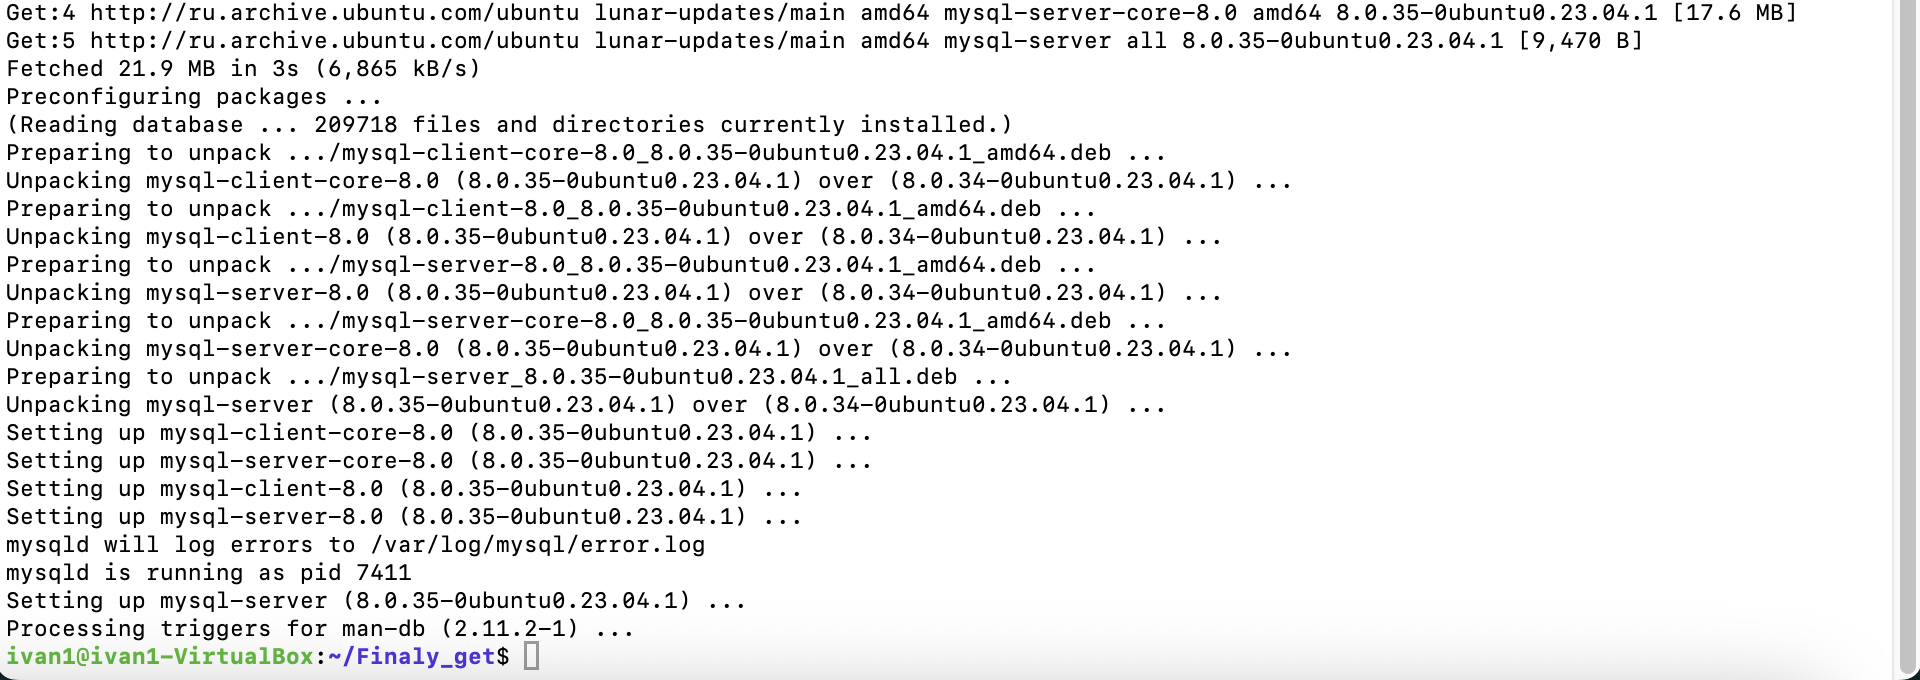 Get:4 http://ru.archive.ubuntu.com/ubuntu lunar-updates/main amd64 mysql-server-core-8.0 amd64 8.0.35-0ubuntu0.23.04.1 [17.6 MB]
Get:5 http://ru.archive.ubuntu.com/ubuntu lunar-updates/main amd64 mysql-server all 8.0.35-0ubuntu0.23.04.1 [9,470 B]
Fetched 21.9 MB in 3s (6,865 kB/s)
Preconfiguring packages ...
(Reading database ... 209718 files and directories currently installed.)
Preparing to unpack .../mysql-client-core-8.0_8.0.35-0ubuntu0.23.04.1_amd64.deb ...
Unpacking mysql-client-core-8.0 (8.0.35-0ubuntu0.23.04.1) over (8.0.34-0ubuntu0.23.04.1) ...
Preparing to unpack .../mysql-client-8.0_8.0.35-0ubuntu0.23.04.1_amd64.deb ...
Unpacking mysql-client-8.0 (8.0.35-0ubuntu0.23.04.1) over (8.0.34-0ubuntu0.23.04.1) ...
Preparing to unpack .../mysql-server-8.0_8.0.35-0ubuntu0.23.04.1_amd64.deb ...
Unpacking mysql-server-8.0 (8.0.35-0ubuntu0.23.04.1) over (8.0.34-0ubuntu0.23.04.1) ...
Preparing to unpack .../mysql-server-core-8.0_8.0.35-0ubuntu0.23.04.1_amd64.deb ...
Unpacking mysql-server-core-8.0 (8.0.35-0ubuntu0.23.04.1) over (8.0.34-0ubuntu0.23.04.1) ...
Preparing to unpack .../mysql-server_8.0.35-0ubuntu0.23.04.1_all.deb ...
Unpacking mysql-server (8.0.35-0ubuntu0.23.04.1) over (8.0.34-0ubuntu0.23.04.1) ...
Setting up mysql-client-core-8.0 (8.0.35-0ubuntu0.23.04.1) ...
Setting up mysql-server-core-8.0 (8.0.35-0ubuntu0.23.04.1) ...
Setting up mysql-client-8.0 (8.0.35-0ubuntu0.23.04.1) ...
Setting up mysql-server-8.0 (8.0.35-0ubuntu0.23.04.1) ...
mysqld will log errors to /var/log/mysql/error.log
mysqld is running as pid 7411
Setting up mysql-server (8.0.35-0ubuntu0.23.04.1) ...
Processing triggers for man-db (2.11.2-1) ...
ivan1@ivan1-VirtualBox:~/Finaly_get$